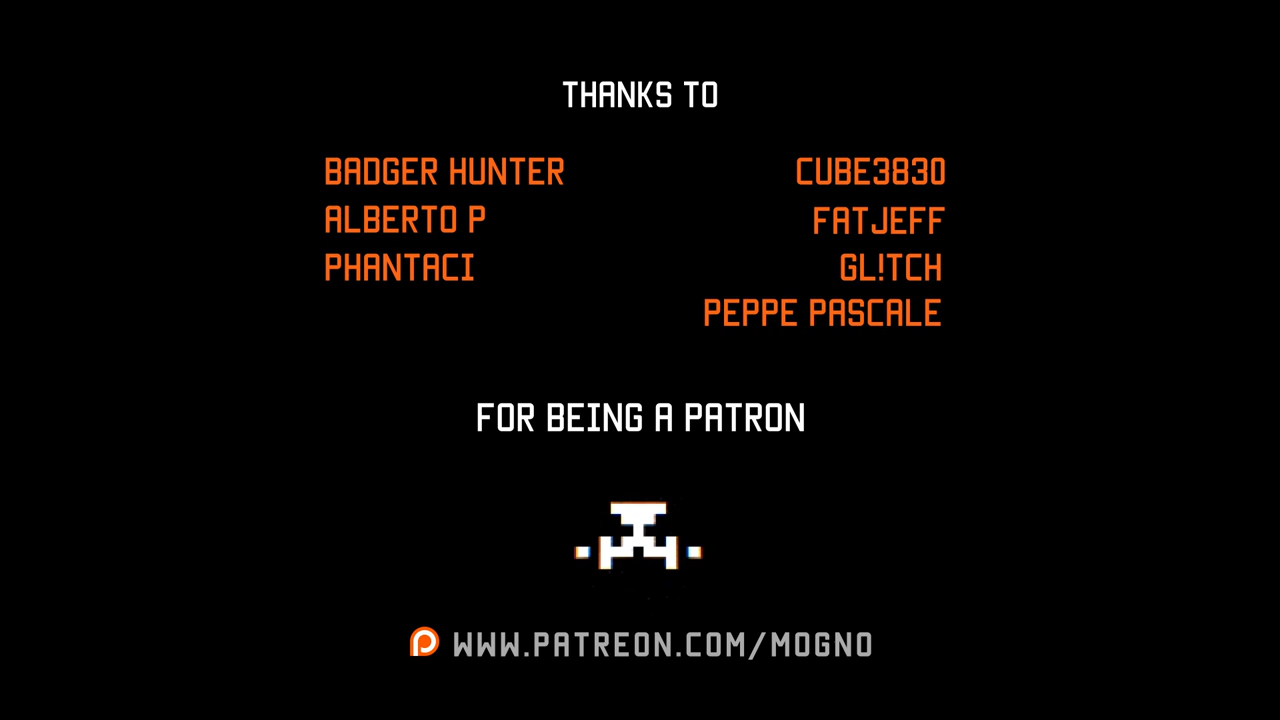 THANKS TO
BADGER HUNTER
ALBERTO P
PHANTACI
CUBE3830
FATJEFF
GL!TCH
PEPPE PASCALE
FOR BEING A PATRON
WWW.PATREON.COM/MOGNO